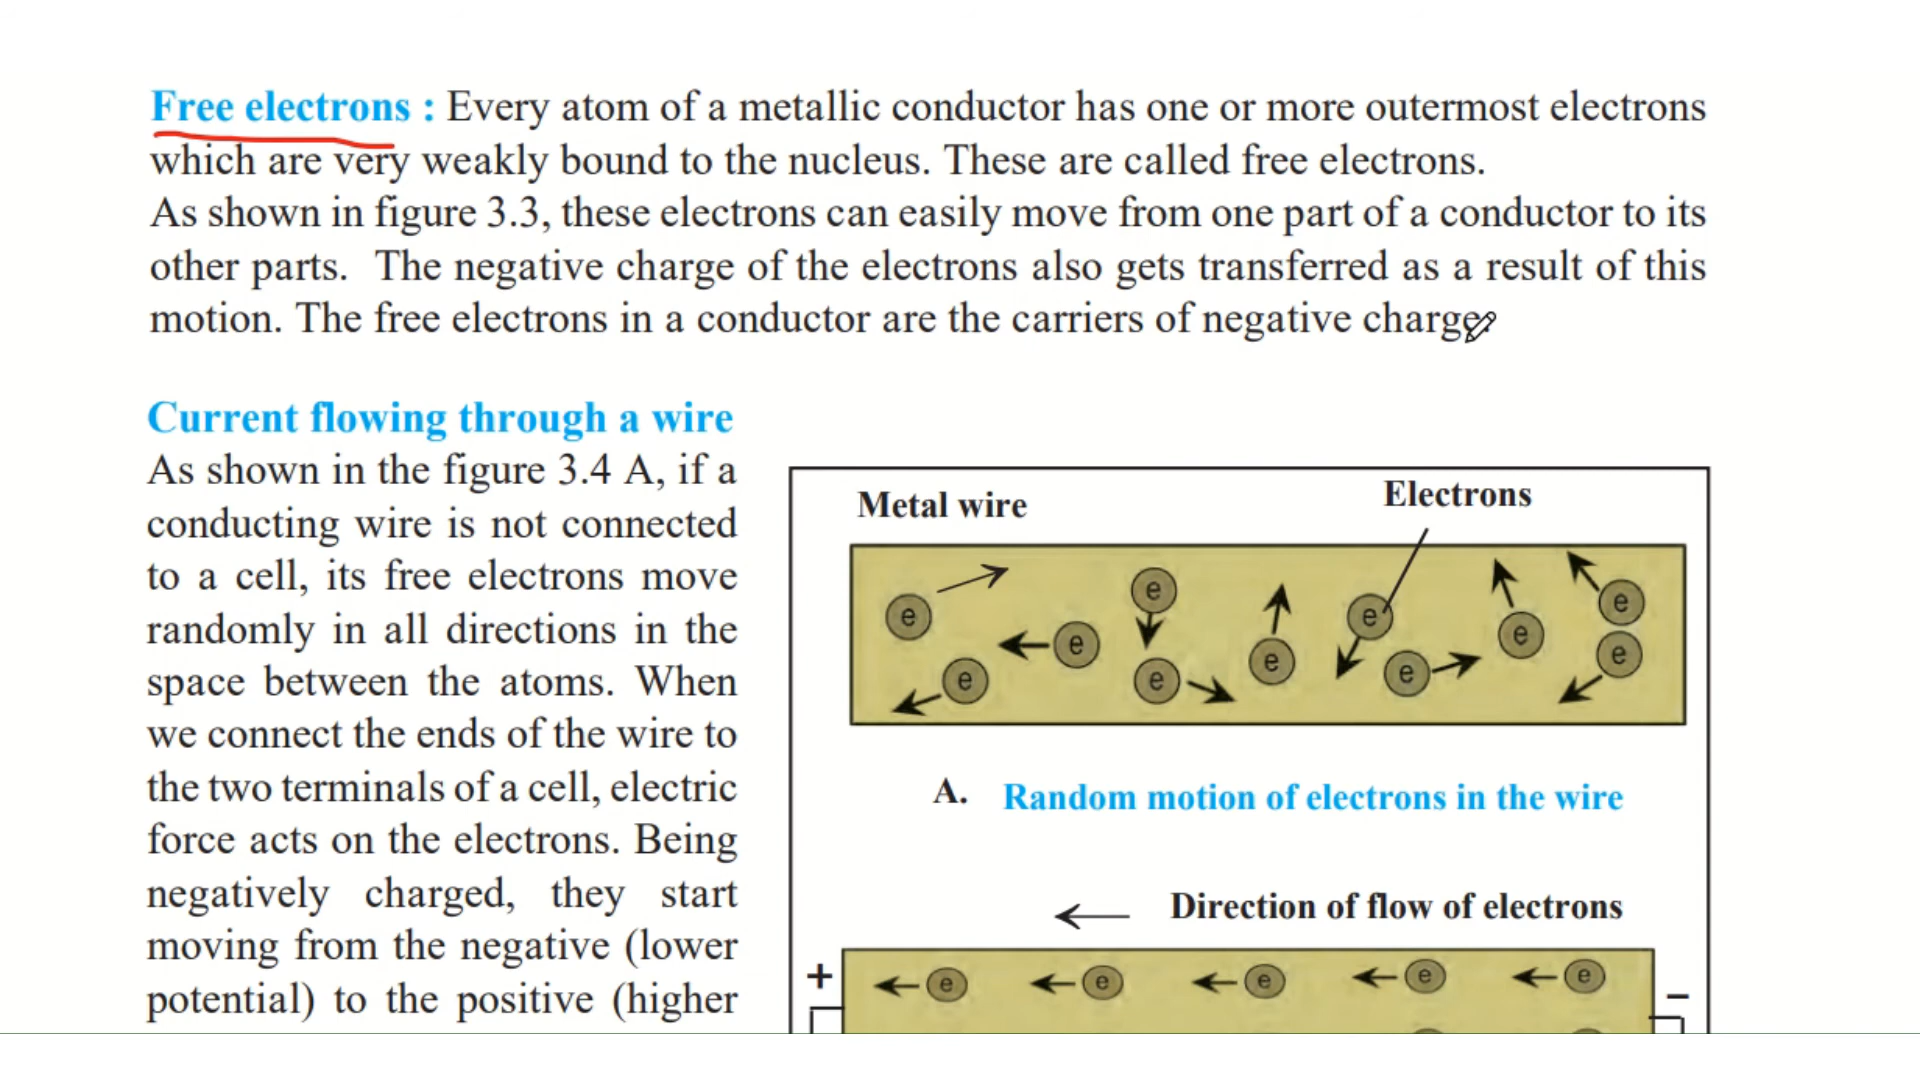 Free electrons : Every atom of a metallic conductor has one or more outermost electrons
which are very weakly bound to the nucleus. These are called free electrons.
As shown in figure 3.3, these electrons can easily move from one part of a conductor to its
other parts. The negative charge of the electrons also gets transferred as a result of this
motion. The free electrons in a conductor are the carriers of negative charge.
Current flowing through a wire
As shown in the figure 3.4 A, if a
conducting wire is not connected
to a cell, its free electrons move
randomly in all directions in the
space between the atoms. When
we connect the ends of the wire to
the two terminals of a cell, electric
force acts on the electrons. Being
negatively charged, they start
moving from the negative (lower
potential) to the positive (higher
Metal wire
Electrons
e e e e e e e e e e e
A. Random motion of electrons in the wire
Direction of flow of electrons
+ e e e e e −